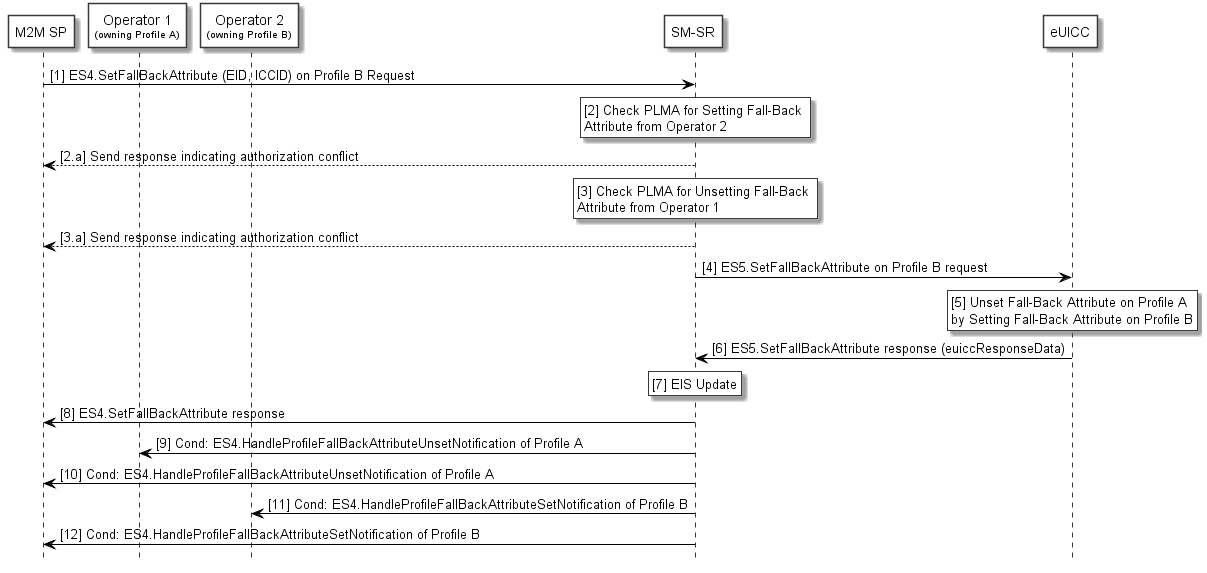 M2M SP
Operator 1
(owning Profile A)
Operator 2
(owning Profile B)
SM-SR
eUICC
[1] ES4.SetFallBackAttribute (EID, ICCID) on Profile B Request
[2] Check PLMA for Setting Fall-Back
Attribute from Operator 2
[2.a] Send response indicating authorization conflict
[3] Check PLMA for Unsetting Fall-Back
Attribute from Operator 1
[3.a] Send response indicating authorization conflict
[4] ES5.SetFallBackAttribute on Profile B request
[5] Unset Fall-Back Attribute on Profile A
by Setting Fall-Back Attribute on Profile B
[6] ES5.SetFallBackAttribute response (euiccResponseData)
[7] EIS Update
[8] ES4.SetFallBackAttribute response
[9] Cond: ES4.HandleProfileFallBackAttributeUnsetNotification of Profile A
[10] Cond: ES4.HandleProfileFallBackAttributeUnsetNotification of Profile A
[11] Cond: ES4.HandleProfileFallBackAttributeSetNotification of Profile B
[12] Cond: ES4.HandleProfileFallBackAttributeSetNotification of Profile B